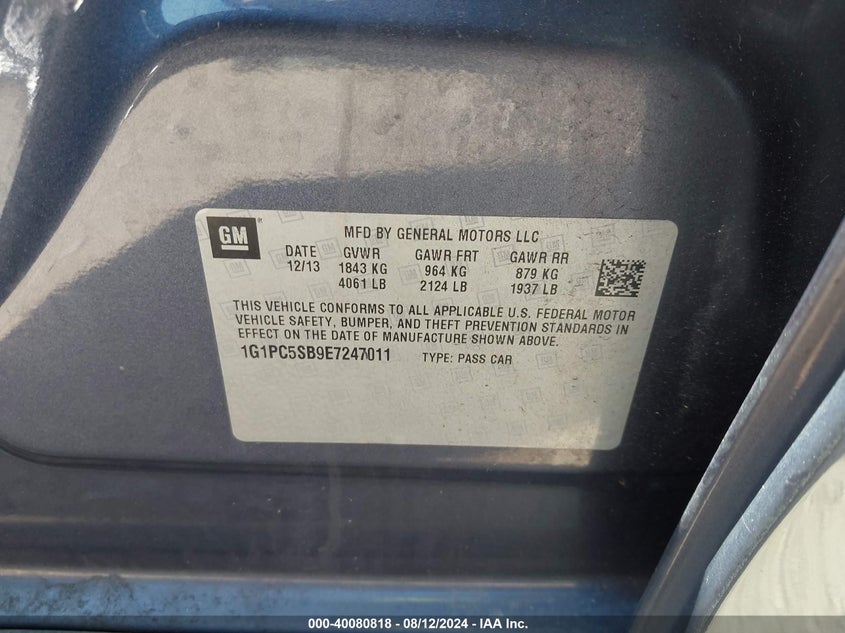 GM ®
MFD BY GENERAL MOTORS LLC
DATE GVWR GAWR FRT GAWR RR
12/13 1843 KG 964 KG 879 KG
4061 LB 2124 LB 1937 LB
THIS VEHICLE CONFORMS TO ALL APPLICABLE U.S. FEDERAL MOTOR
VEHICLE SAFETY, BUMPER, AND THEFT PREVENTION STANDARDS IN
EFFECT ON THE DATE OF MANUFACTURE SHOWN ABOVE.
1G1PC5SB9E7247011 TYPE: PASS CAR
000-40080818 - 08/12/2024 - IAA Inc.